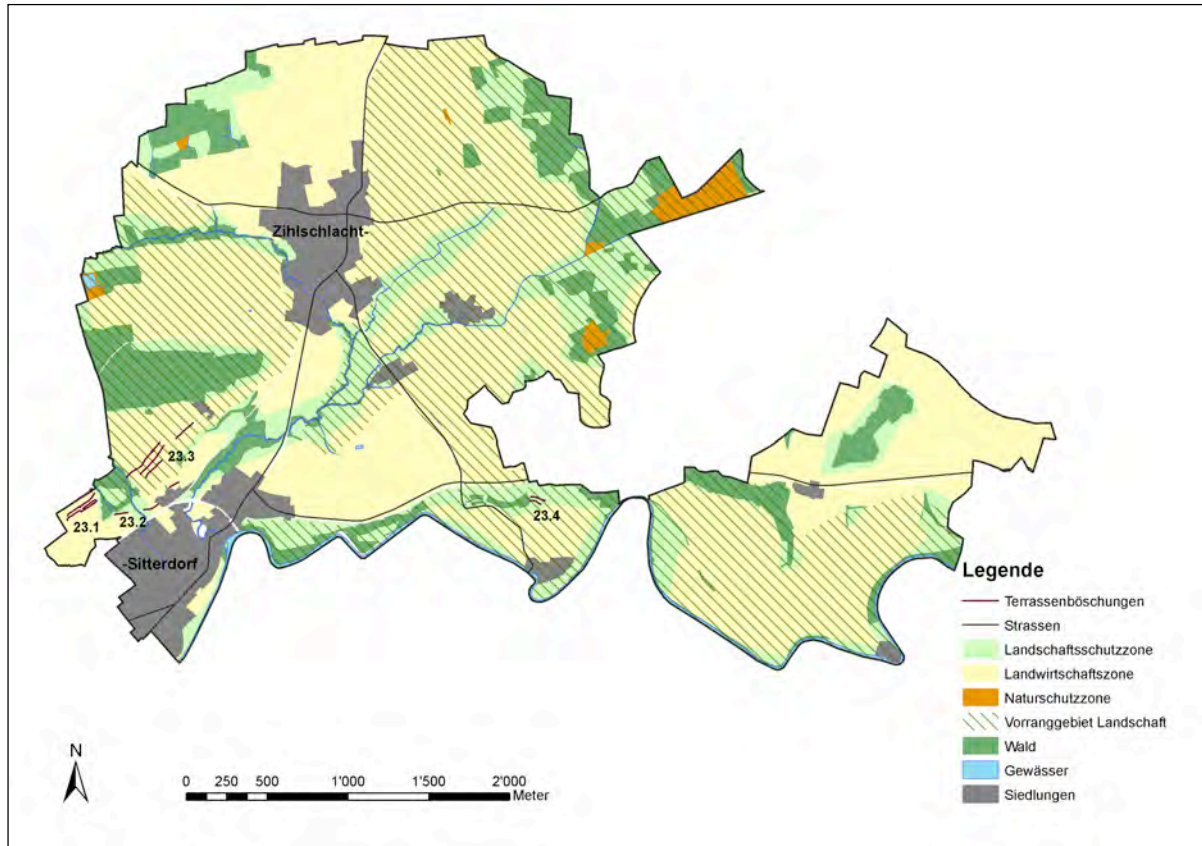 Zihlschlacht-
23.3
23.1
23.2
23.4
-Sitterdorf
Legende
Terrassenböschungen
Strassen
Landschaftsschutzzone
Landwirtschaftszone
Naturschutzzone
Vorranggebiet Landschaft
Wald
Gewässer
Siedlungen
N
0 250 500 1'000 1'500 2'000
Meter